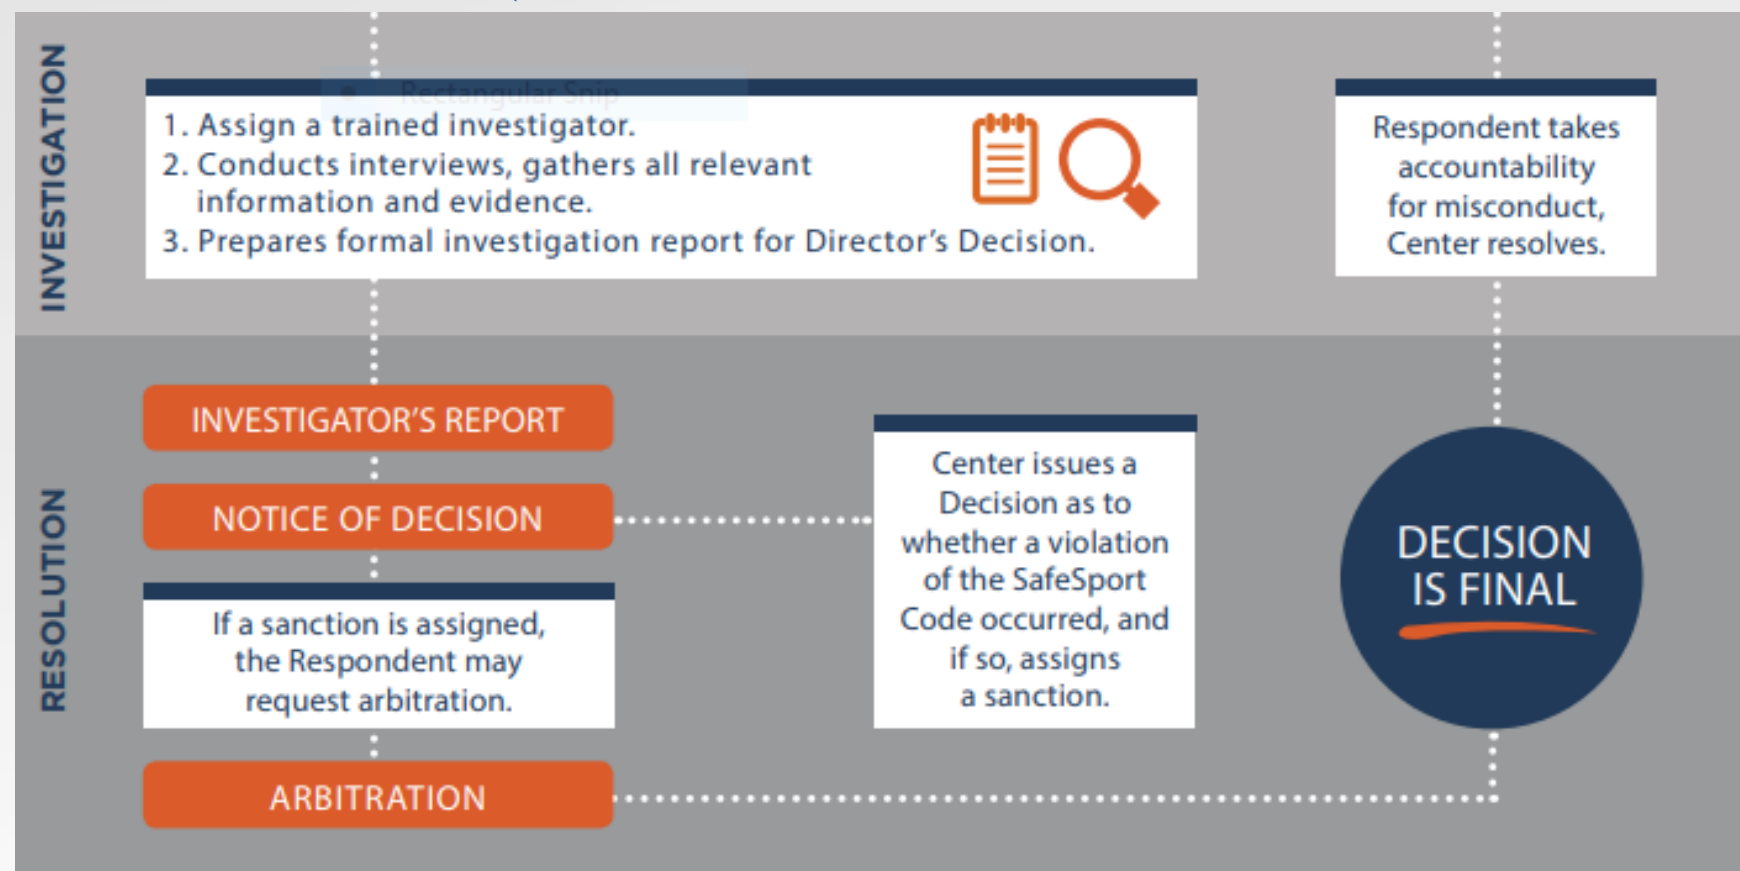 INVESTIGATION
Rectangular Snip
1. Assign a trained investigator.
2. Conducts interviews, gathers all relevant
information and evidence.
3. Prepares formal investigation report for Director’s Decision.
Respondent takes
accountability
for misconduct,
Center resolves.
RESOLUTION
INVESTIGATOR’S REPORT
NOTICE OF DECISION
If a sanction is assigned,
the Respondent may
request arbitration.
ARBITRATION
Center issues a
Decision as to
whether a violation
of the SafeSport
Code occurred, and
if so, assigns
a sanction.
DECISION
IS FINAL